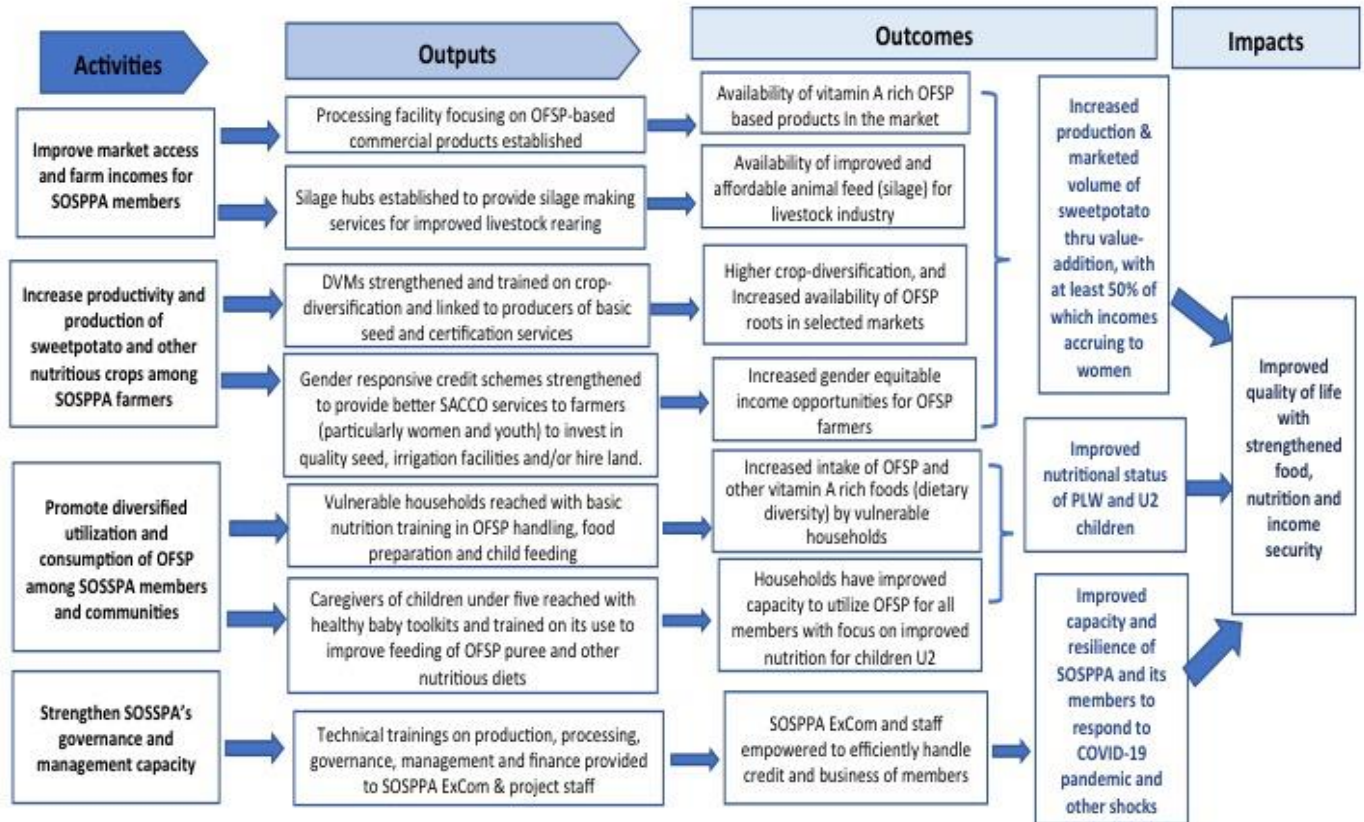 Activities
Outputs
Outcomes
Impacts
Improve market access
and farm incomes for
SOSPPA members
Processing facility focusing on OFSP-based
commercial products established
Availability of vitamin A rich OFSP
based products In the market
Silage hubs established to provide silage making
services for improved livestock rearing
Availability of improved and
affordable animal feed (silage) for
livestock industry
Increase productivity and
production of
sweetpotato and other
nutritious crops among
SOSPPA farmers
DVMs strengthened and trained on crop-
diversification and linked to producers of basic
seed and certification services
Higher crop-diversification, and
Increased availability of OFSP
roots in selected markets
Gender responsive credit schemes strengthened
to provide better SACCO services to farmers
(particularly women and youth) to invest in
quality seed, irrigation facilities and/or hire land.
Increased gender equitable
income opportunities for OFSP
farmers
Increased
production &
marketed
volume of
sweetpotato
thru value-
addition, with
at least 50% of
which incomes
accruing to
women
Promote diversified
utilization and
consumption of OFSP
among SOSSPA members
and communities
Vulnerable households reached with basic
nutrition training in OFSP handling, food
preparation and child feeding
Increased intake of OFSP and
other vitamin A rich foods (dietary
diversity) by vulnerable
households
Caregivers of children under five reached with
healthy baby toolkits and trained on its use to
improve feeding of OFSP puree and other
nutritious diets
Households have improved
capacity to utilize OFSP for all
members with focus on improved
nutrition for children U2
Improved
nutritional status
of PLW and U2
children
Strengthen SOSSPA's
governance and
management capacity
Technical trainings on production, processing,
governance, management and finance provided
to SOSPPA ExCom & project staff
SOSPPA ExCom and staff
empowered to efficiently handle
credit and business of members
Improved
capacity and
resilience of
SOSPPA and its
members to
respond to
COVID-19
pandemic and
other shocks
Improved
quality of life
with
strengthened
food,
nutrition and
income
security